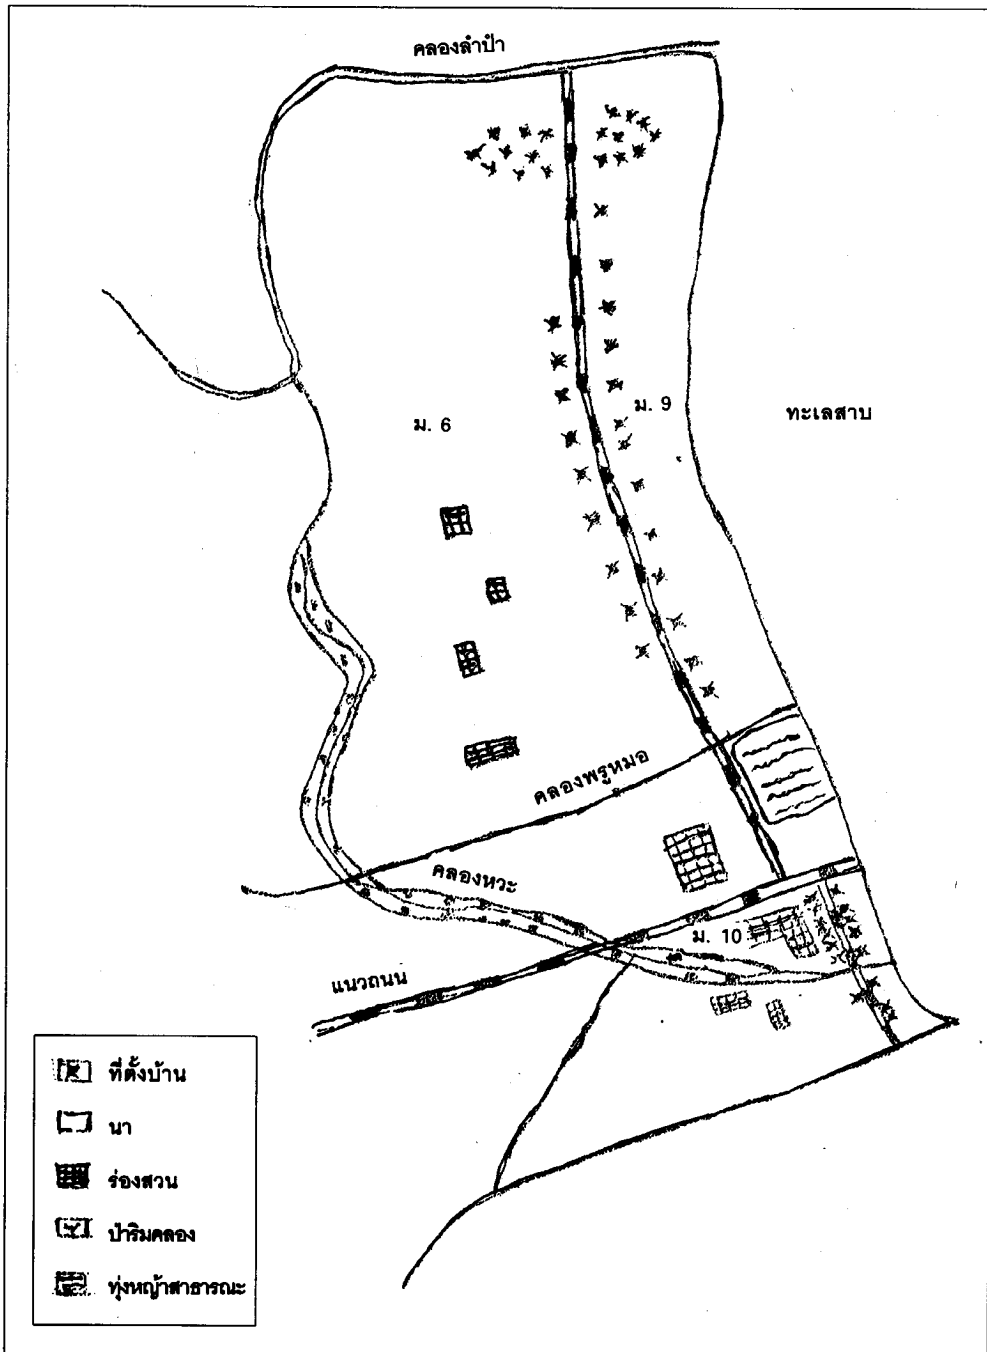 คลองลำปำ
ม. 6
ม. 9
ทะเลสาบ
คลองพรูหมอ
คลองหวะ
ม. 10
แนวถนน
ที่ตั้งบ้าน
นา
ร่องสวน
ป่าริมคลอง
ทุ่งหญ้าสาธารณะ